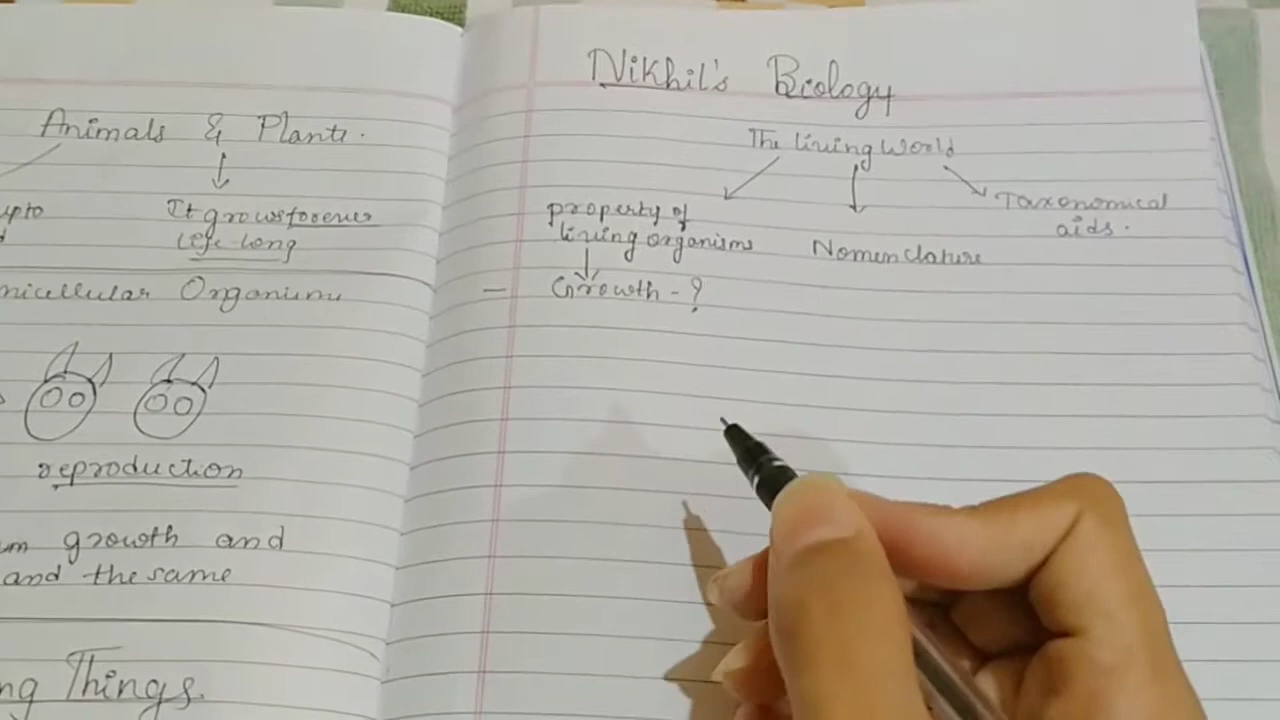 Animals & Plants.
upto
It grows forever
life long
nicellular Organism
reproduction
um growth and
and the same
ng Things.
Nikhil's Biology
The living World
property of
living organisms
Nomenclature
Taxonomical
aids.
— Growth - ?